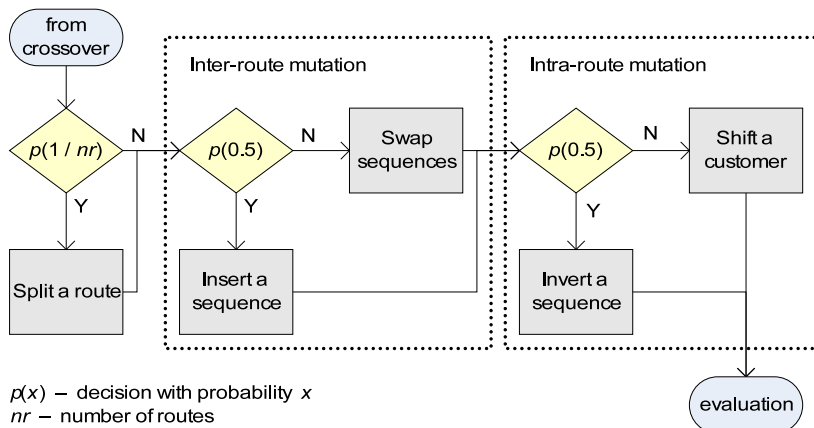 from
crossover
Inter-route mutation
Intra-route mutation
p(1 / nr)
N
p(0.5)
N
Swap
sequences
p(0.5)
N
Shift a
customer
Y
Y
Y
Split a route
Insert a
sequence
Invert a
sequence
p(x) – decision with probability x
nr – number of routes
evaluation